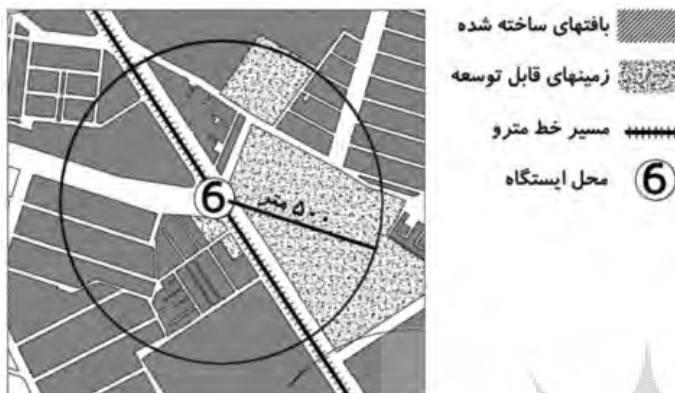 بافتهای ساخته شده
زمینهای قابل توسعه
مسیر خط مترو
محل ایستگاه
6
6
۵۰۰ متر